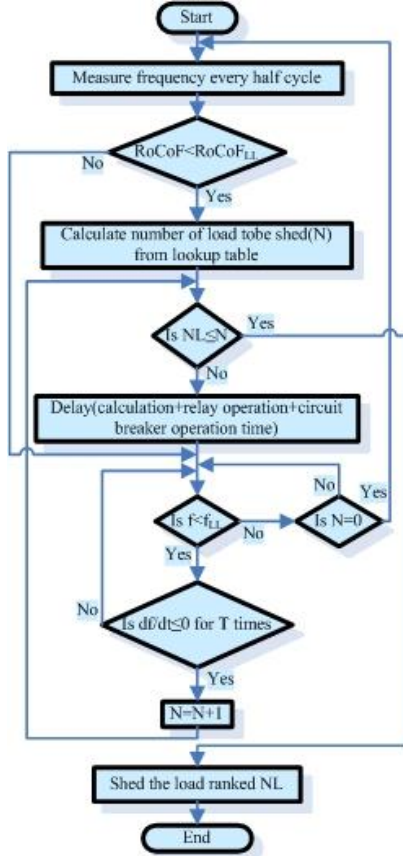 Start
Measure frequency every half cycle
RoCoF<RoCoFLL
No
Yes
Calculate number of load tobe shed(N)
from lookup table
Is NL≤N
Yes
No
Delay(calculation+relay operation+circuit
breaker operation time)
Is f<fLL
No
Is N=0
No
Yes
Yes
Is df/dt≤0 for T times
No
Yes
N=N+1
Shed the load ranked NL
End